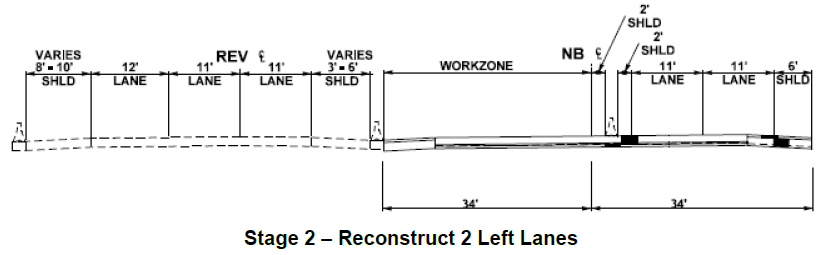 2'
SHLD
2'
SHLD
VARIES
8' - 10'
SHLD
12'
LANE
REV ℄
11'
LANE
11'
LANE
VARIES
3' - 6'
SHLD
WORKZONE
NB ℄
11'
LANE
11'
LANE
6'
SHLD
34'
34'
Stage 2 – Reconstruct 2 Left Lanes